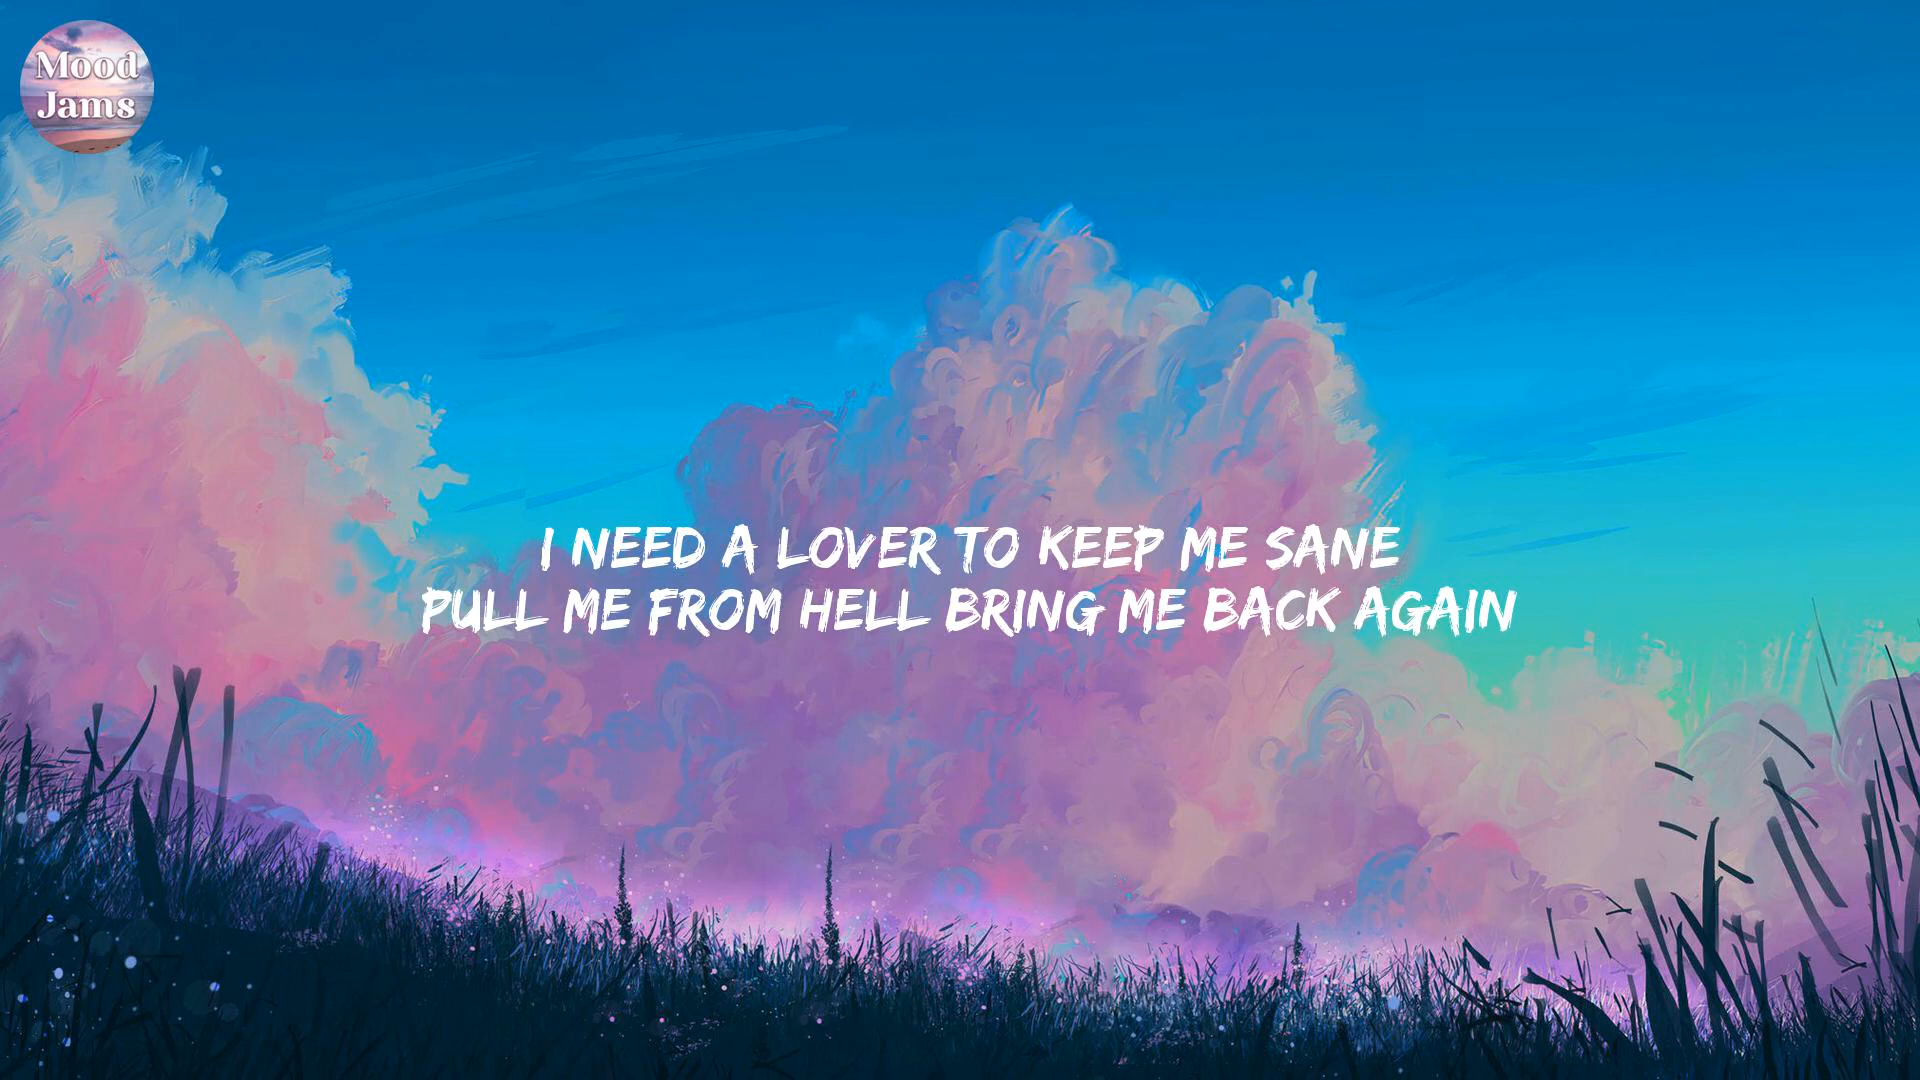 Mood
Jams
I NEED A LOVER TO KEEP ME SANE
PULL ME FROM HELL BRING ME BACK AGAIN